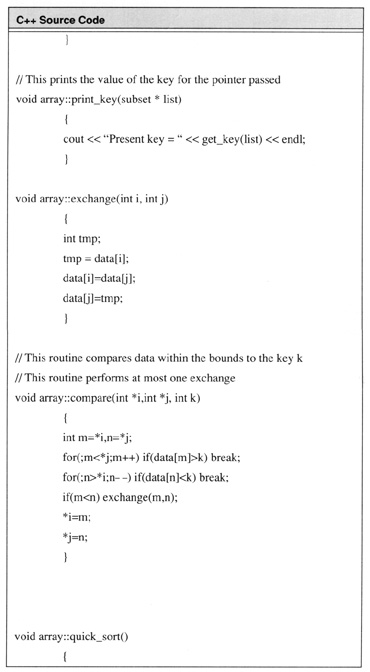 C++ Source Code
}
// This prints the value of the key for the pointer passed
void array::print_key(subset * list)
{
cout << “Present key = “ << get_key(list) << endl;
}
void array::exchange(int i, int j)
{
int tmp;
tmp = data[i];
data[i]=data[j];
data[j]=tmp;
}
// This routine compares data within the bounds to the key k
// This routine performs at most one exchange
void array::compare(int *i,int *j, int k)
{
int m=*i,n=*j;
for(;m<*j;m++) if(data[m]>k) break;
for(;n>*i;n--) if(data[n]<k) break;
if(m<n) exchange(m,n);
*i=m;
*j=n;
}
void array::quick_sort()
{